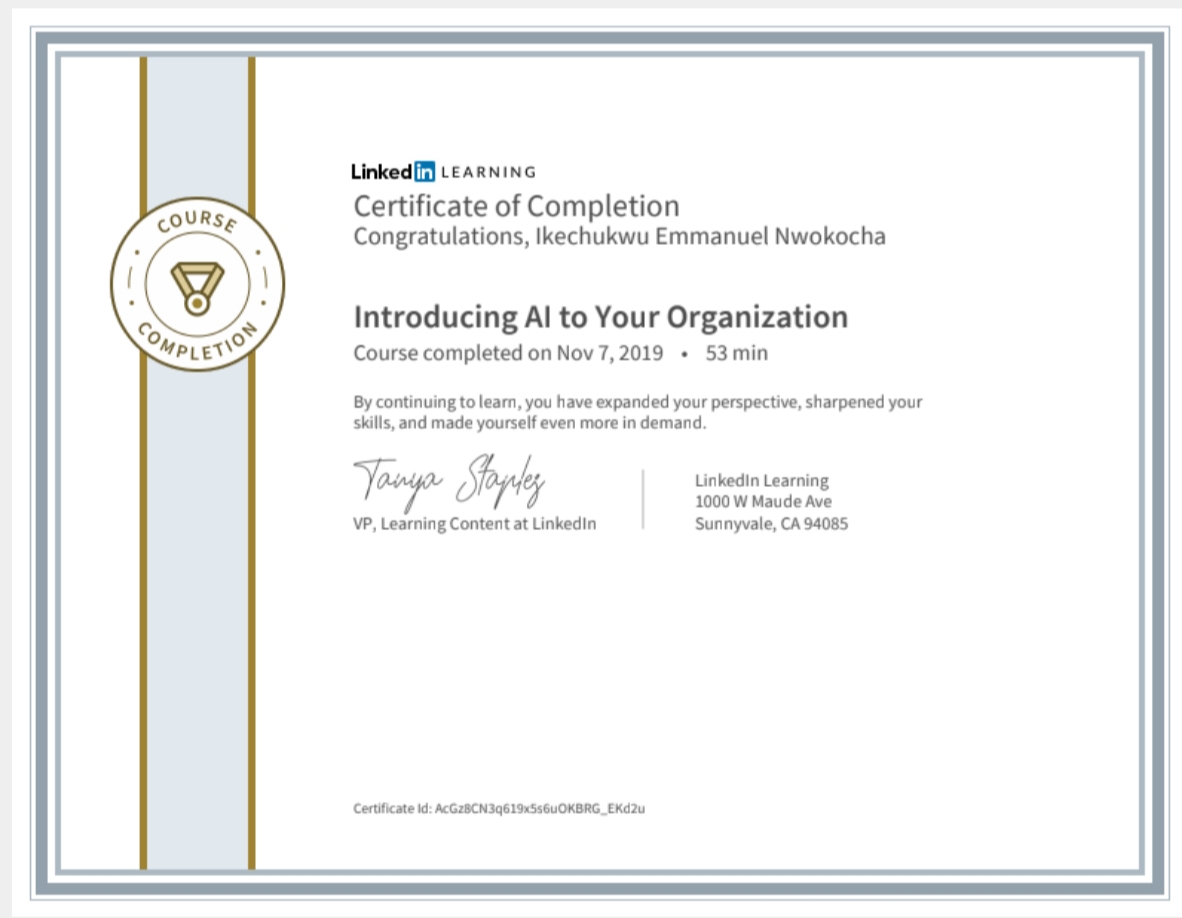 COURSE
COMPLETION
Linked in LEARNING
Certificate of Completion
Congratulations, Ikechukwu Emmanuel Nwokocha
Introducing AI to Your Organization
Course completed on Nov 7, 2019 • 53 min
By continuing to learn, you have expanded your perspective, sharpened your
skills, and made yourself even more in demand.
Tanya Staples
VP, Learning Content at LinkedIn
LinkedIn Learning
1000 W Maude Ave
Sunnyvale, CA 94085
Certificate Id: AcGz8CN3q619x5s6uOKBRG_EKd2u